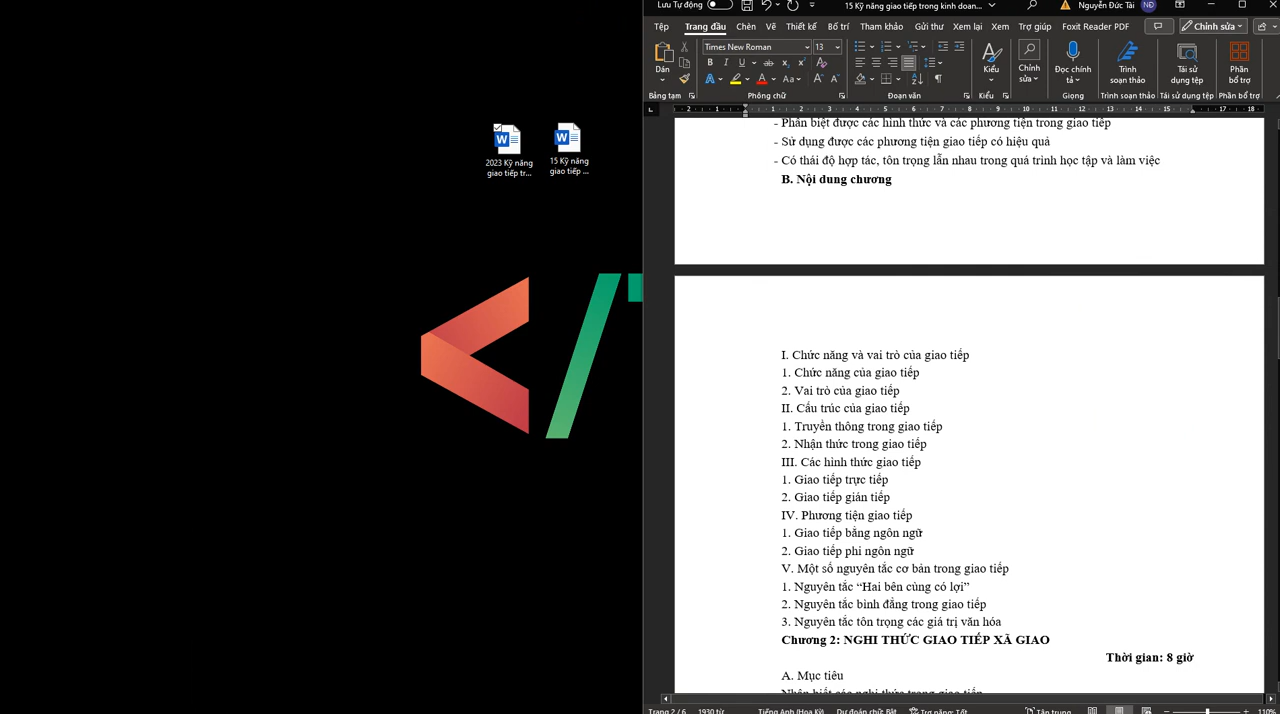 Lưu Tự động
15 Kỹ năng giao tiếp trong kinh doan...
Nguyễn Đức Tài
NĐ
Tệp Trang đầu Chèn Vẽ Thiết kế Bố trí Tham khảo Gửi thư Xem lại Xem Trợ giúp Foxit Reader PDF
Chỉnh sửa
Times New Roman 13
Dán
Kiểu
Chỉnh sửa
Đọc chính tả
Trình soạn thảo
Tái sử dụng tệp
Phần bổ trợ
Bảng tạm Phông chữ Đoạn văn Kiểu Giọng Trình soạn thảo Tái sử dụng tệp Phần bổ trợ
2023 Kỹ năng giao tiếp tr...
15 Kỹ năng giao tiếp ...
- Phân biệt được các hình thức và các phương tiện trong giao tiếp
- Sử dụng được các phương tiện giao tiếp có hiệu quả
- Có thái độ hợp tác, tôn trọng lẫn nhau trong quá trình học tập và làm việc
B. Nội dung chương
I. Chức năng và vai trò của giao tiếp
1. Chức năng của giao tiếp
2. Vai trò của giao tiếp
II. Cấu trúc của giao tiếp
1. Truyền thông trong giao tiếp
2. Nhận thức trong giao tiếp
III. Các hình thức giao tiếp
1. Giao tiếp trực tiếp
2. Giao tiếp gián tiếp
IV. Phương tiện giao tiếp
1. Giao tiếp bằng ngôn ngữ
2. Giao tiếp phi ngôn ngữ
V. Một số nguyên tắc cơ bản trong giao tiếp
1. Nguyên tắc “Hai bên cùng có lợi”
2. Nguyên tắc bình đẳng trong giao tiếp
3. Nguyên tắc tôn trọng các giá trị văn hóa
Chương 2: NGHI THỨC GIAO TIẾP XÃ GIAO
Thời gian: 8 giờ
A. Mục tiêu
Nhận biết các nghi thức trong giao tiếp
Trang 2 / 6 1930 từ Tiếng Anh (Hoa Kỳ) Dự đoán chữ: Bật Trợ năng: Tốt Tập trung 110%